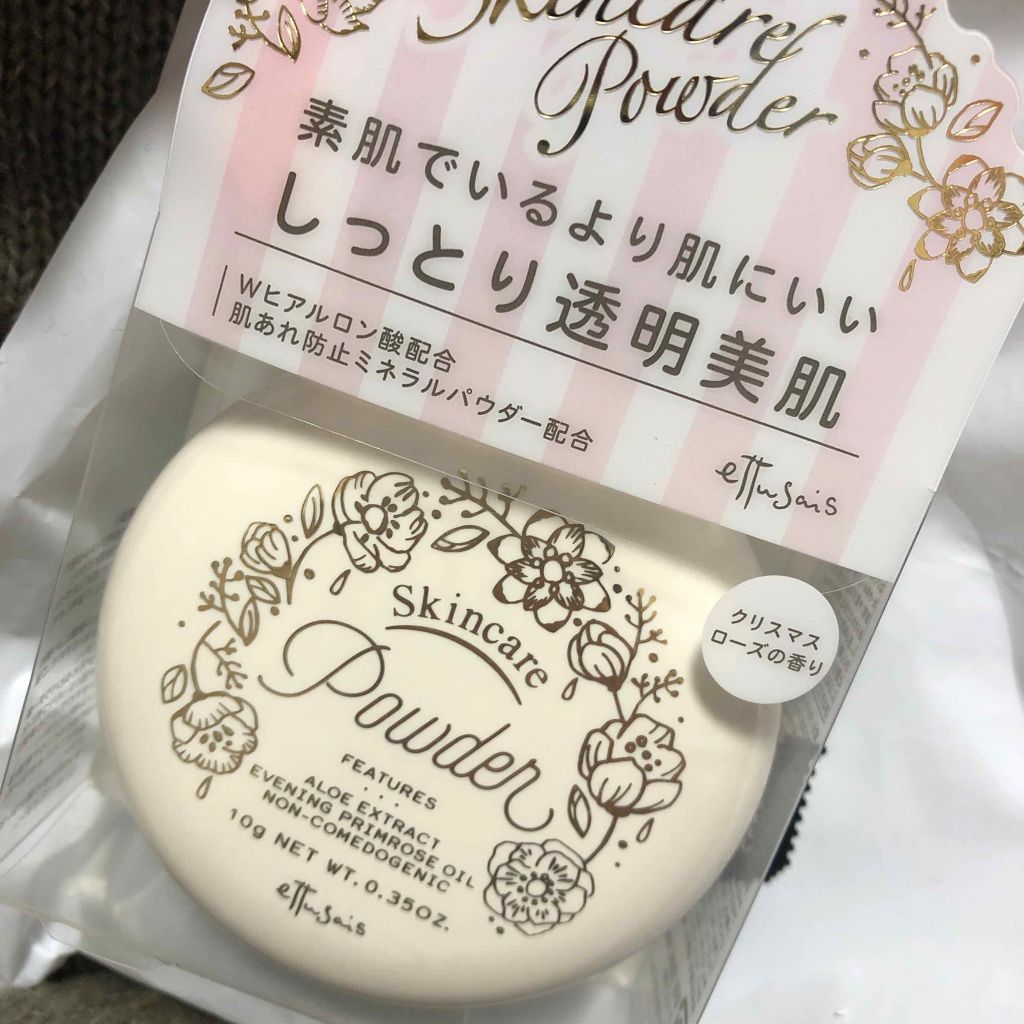 Skincare
Powder
素肌でいるより肌にいい
しっとり透明美肌
Wヒアルロン酸配合
肌あれ防止ミネラルパウダー配合
ettusais
クリスマス
ローズの香り
Skincare
Powder
FEATURES
ALOE EXTRACT
EVENING PRIMROSE OIL
NON-COMEDOGENIC
10g NET WT. 0.35OZ.
ettusais